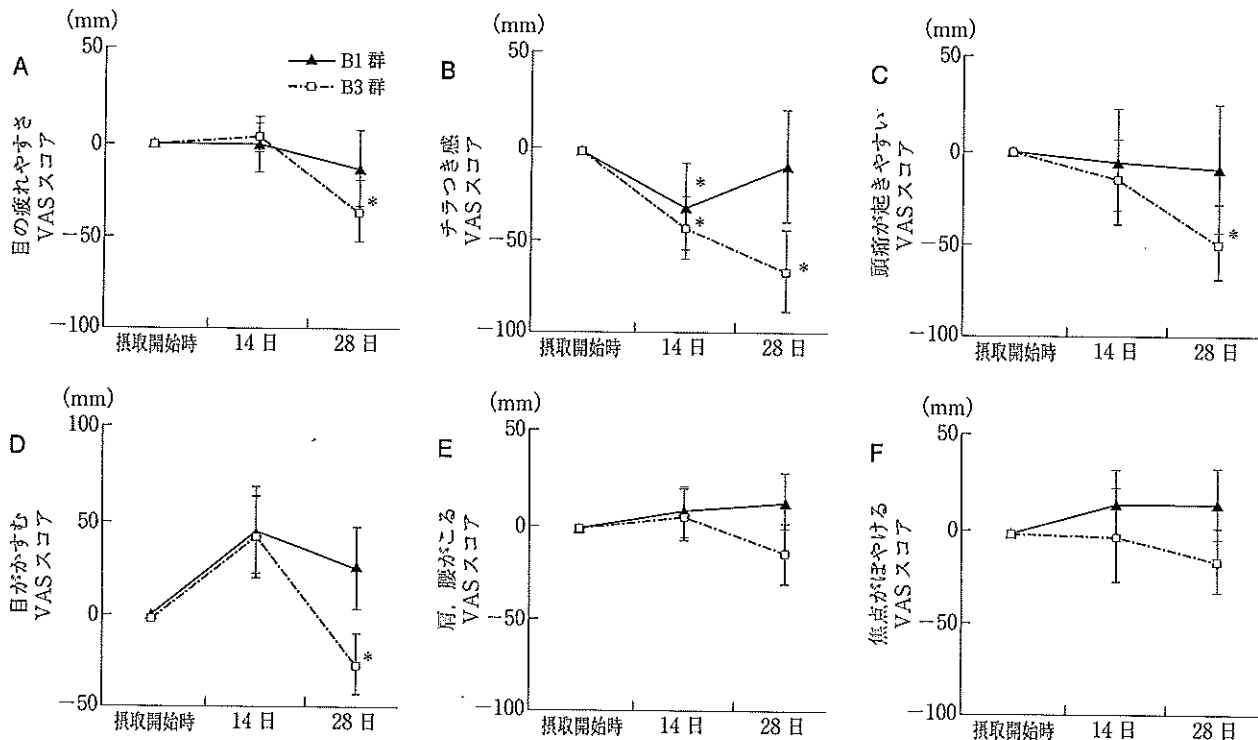 (mm)
50
A
B1 群
B3 群
目の疲れやすさ
VAS スコア
0
*
−50
−100
摂取開始時
14 日
28 日
(mm)
50
B
チラつき感
VAS スコア
0
*
*
*
−50
−100
摂取開始時
14 日
28 日
(mm)
50
C
頭痛が起きやすい
VAS スコア
0
*
−50
−100
摂取開始時
14 日
28 日
(mm)
100
D
目がかすむ
VAS スコア
50
0
*
−50
摂取開始時
14 日
28 日
(mm)
50
E
肩，腰がこる
VAS スコア
0
−50
−100
摂取開始時
14 日
28 日
(mm)
50
F
焦点がぼやける
VAS スコア
0
−50
−100
摂取開始時
14 日
28 日